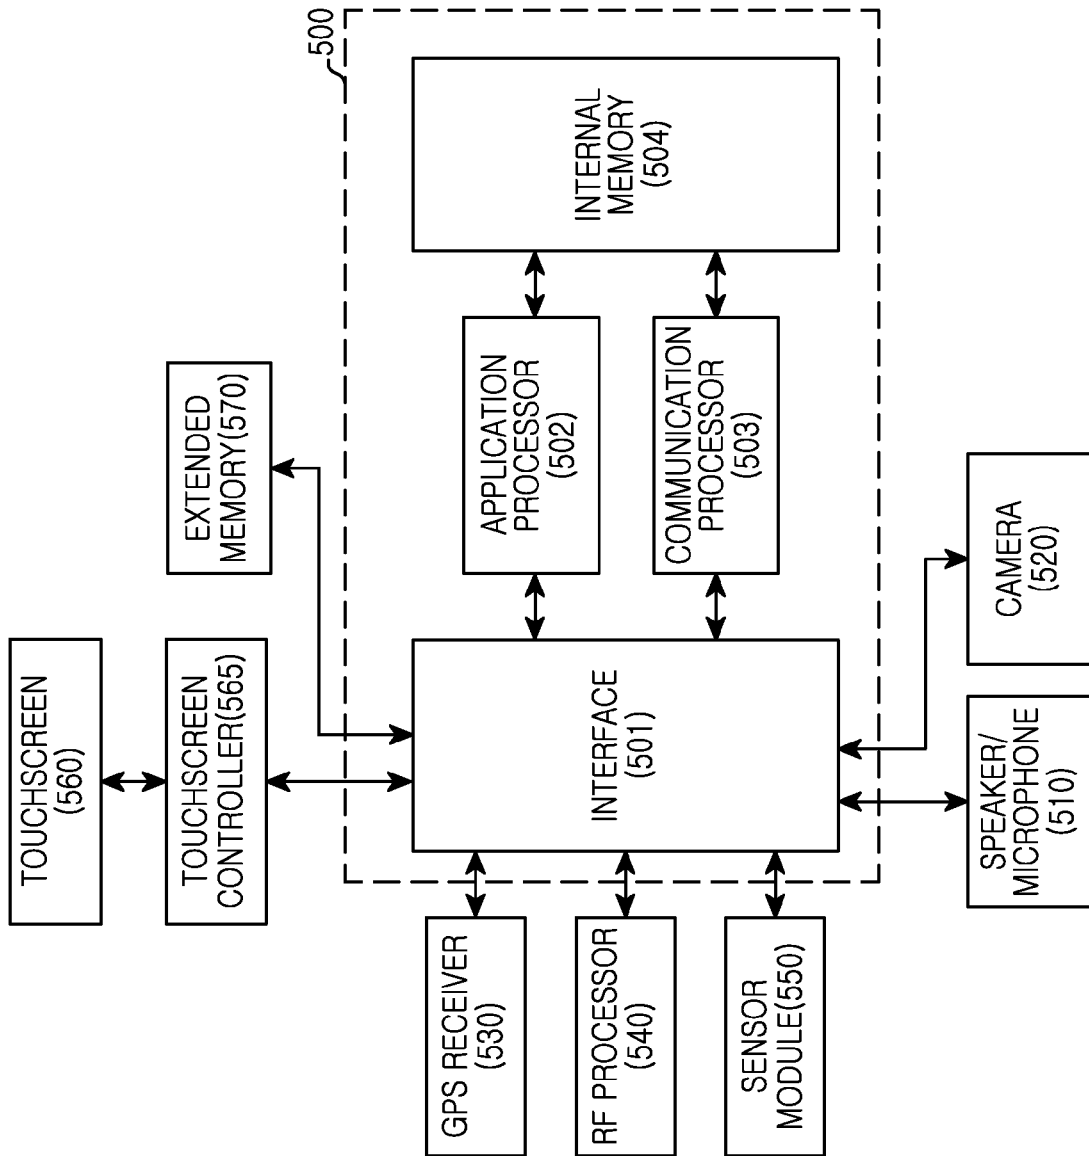 500
TOUCHSCREEN
(560)
TOUCHSCREEN
CONTROLLER(565)
EXTENDED
MEMORY(570)
GPS RECEIVER
(530)
RF PROCESSOR
(540)
SENSOR
MODULE(550)
INTERFACE
(501)
APPLICATION
PROCESSOR
(502)
COMMUNICATION
PROCESSOR
(503)
INTERNAL
MEMORY
(504)
SPEAKER/
MICROPHONE
(510)
CAMERA
(520)